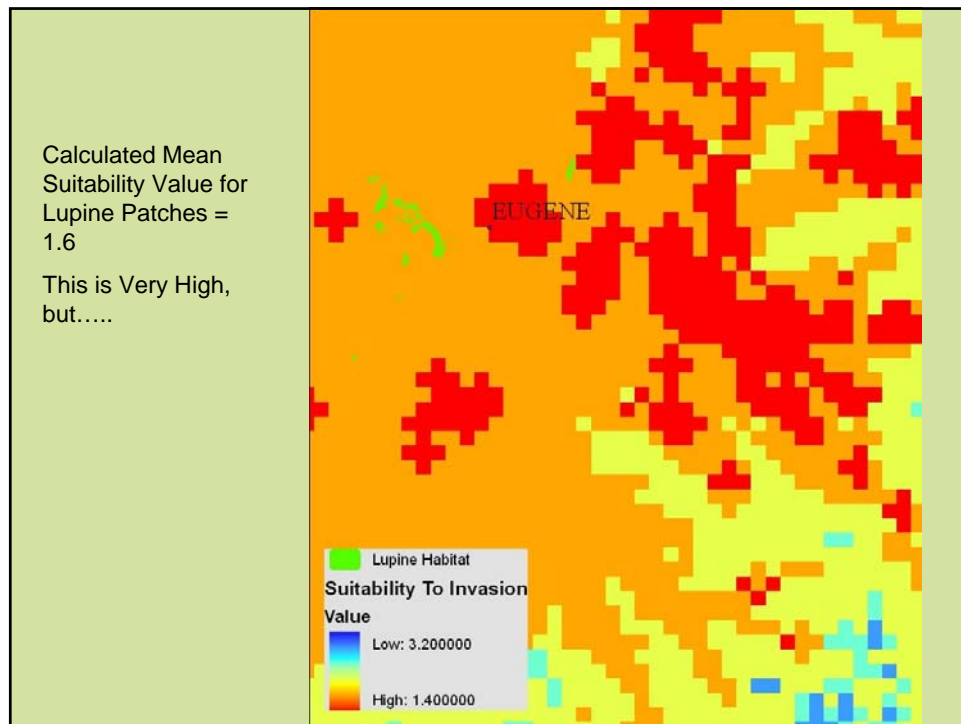 Calculated Mean
Suitability Value for
Lupine Patches =
1.6
This is Very High,
but…..
EUGENE
Lupine Habitat
Suitability To Invasion
Value
Low: 3.200000
High: 1.400000